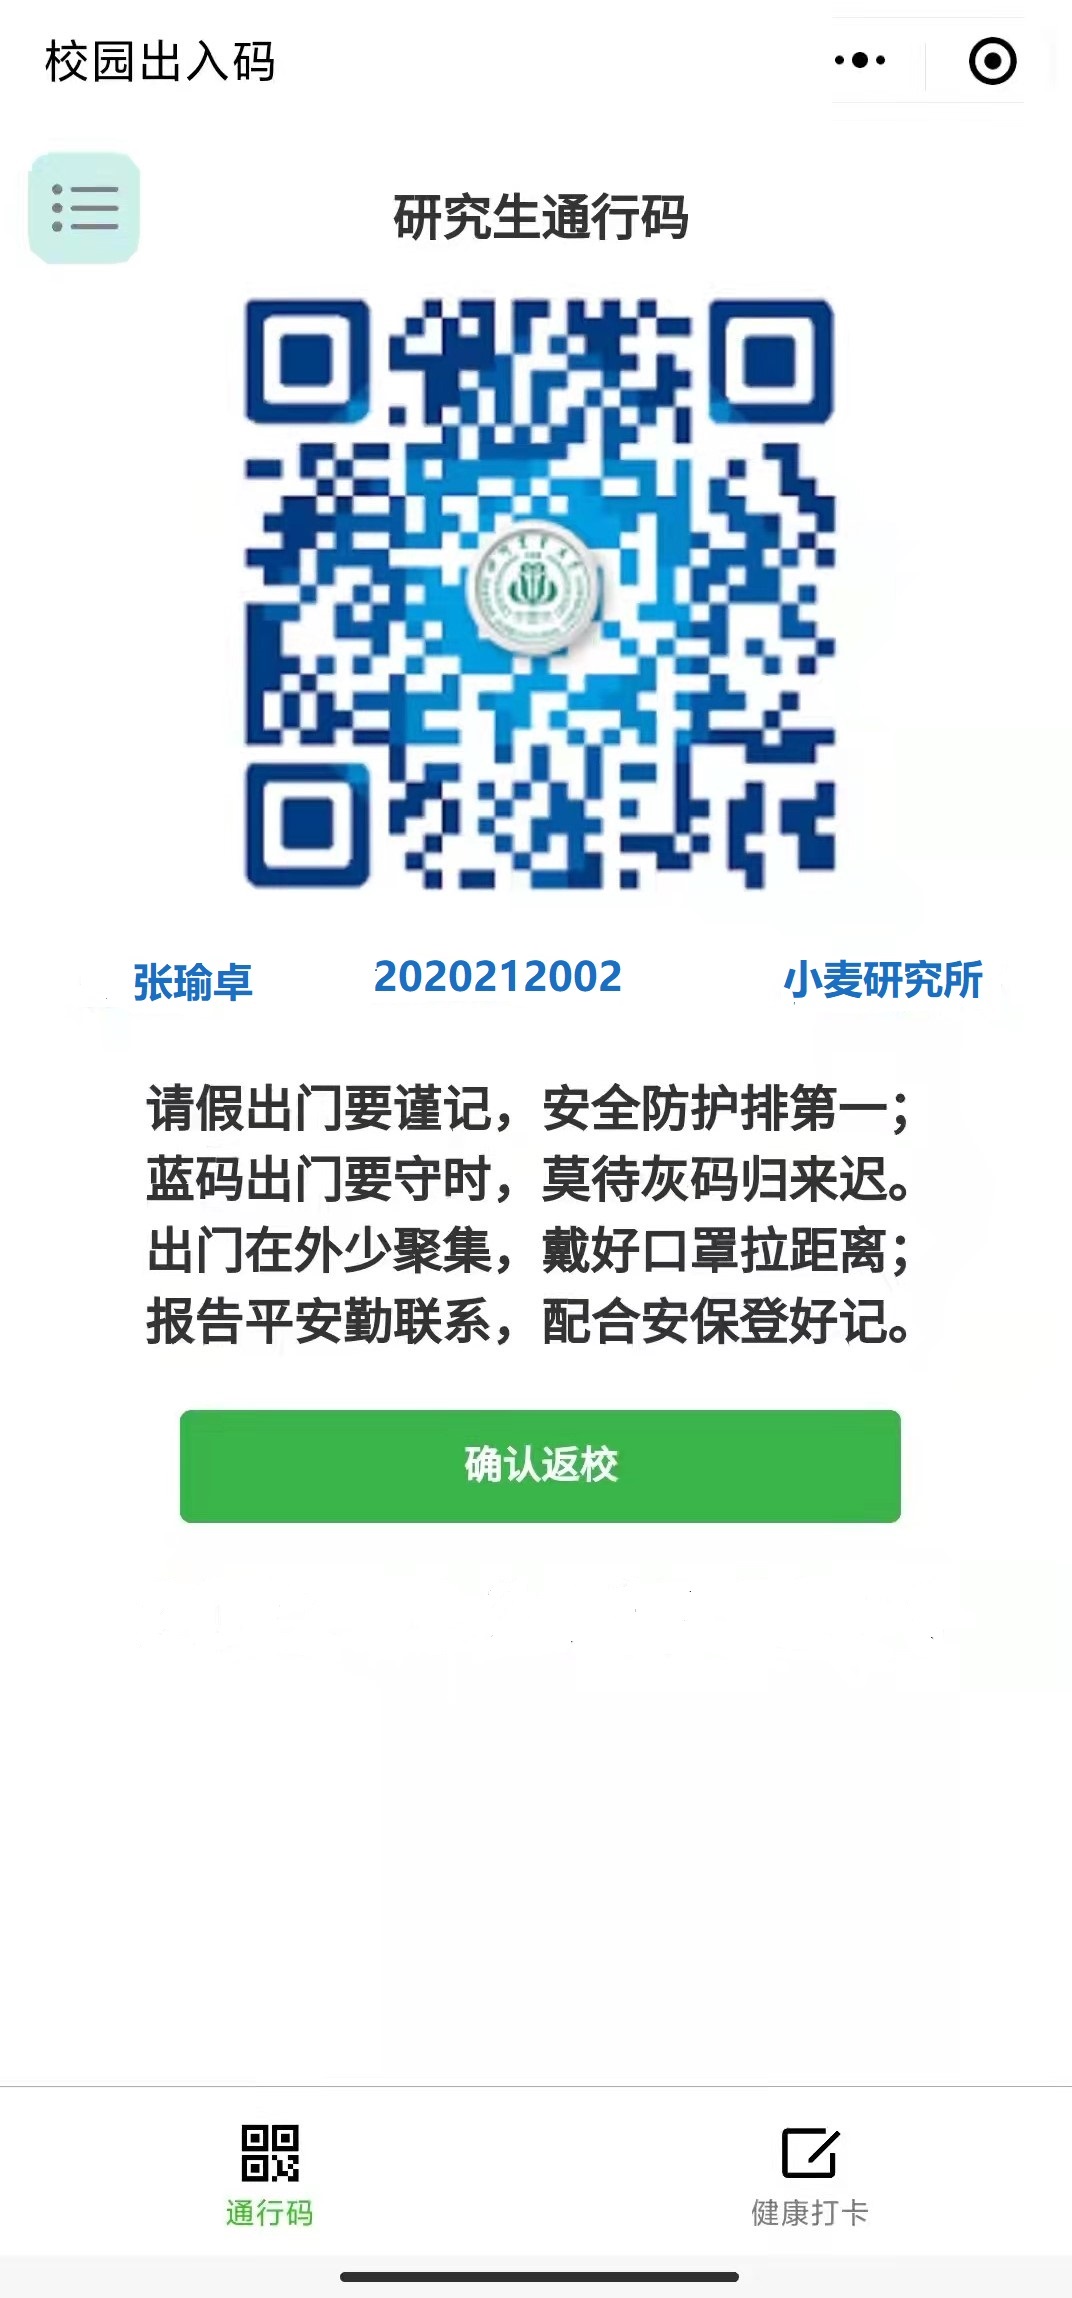 校园出入码
研究生通行码
张瑜卓 2020212002 小麦研究所
请假出门要谨记，安全防护排第一；
蓝码出门要守时，莫待灰码归来迟。
出门在外少聚集，戴好口罩拉距离；
报告平安勤联系，配合安保登好记。
确认返校
通行码 健康打卡